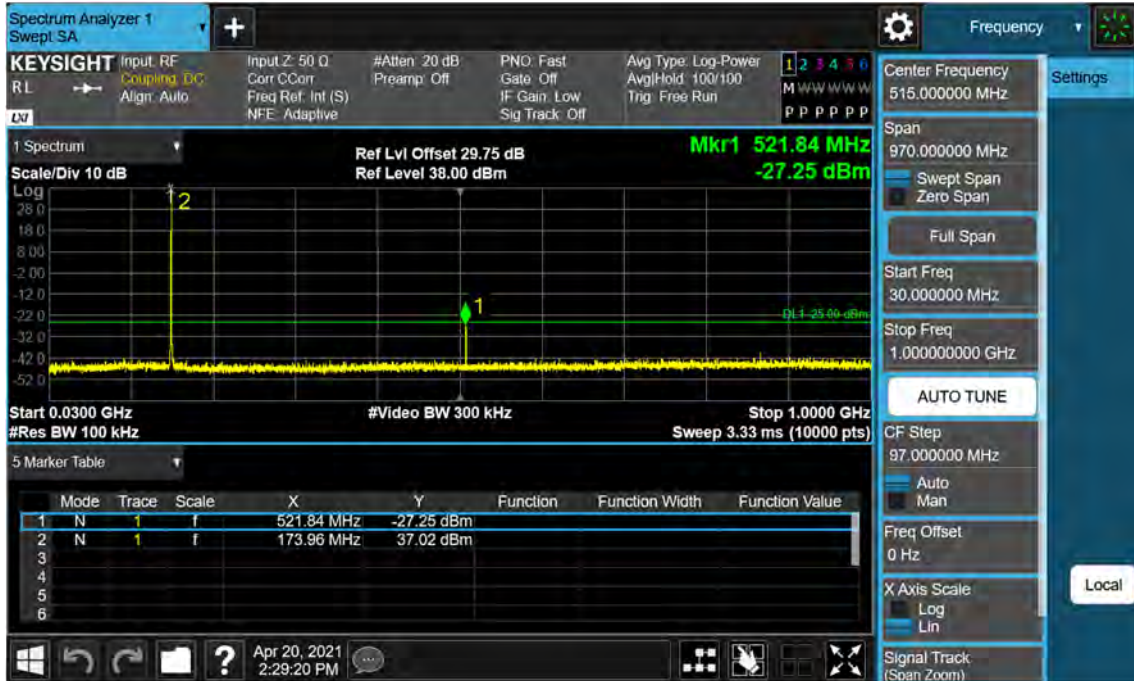 Spectrum Analyzer 1
Swept SA
+
Frequency
KEYSIGHT
RL
LXI
Input: RF
Coupling: DC
Align: Auto
Input Z: 50 Ω
Corr CCorr
Freq Ref: Int (S)
NFE: Adaptive
#Atten: 20 dB
Preamp: Off
PNO: Fast
Gate: Off
IF Gain: Low
Sig Track: Off
Avg Type: Log-Power
Avg|Hold: 100/100
Trig: Free Run
1 2 3 4 5 6
M W W W W W
P P P P P P
Center Frequency
515.000000 MHz
Settings
1 Spectrum
Scale/Div 10 dB
Ref Lvl Offset 29.75 dB
Ref Level 38.00 dBm
Mkr1 521.84 MHz
-27.25 dBm
Log
28.0
18.0
8.00
-2.00
-12.0
-22.0
-32.0
-42.0
-52.0
2
1
DL1 -25.00 dBm
Start 0.0300 GHz
#Res BW 100 kHz
#Video BW 300 kHz
Stop 1.0000 GHz
Sweep 3.33 ms (10000 pts)
Span
970.000000 MHz
Swept Span
Zero Span
Full Span
Start Freq
30.000000 MHz
Stop Freq
1.000000000 GHz
AUTO TUNE
CF Step
97.000000 MHz
Auto
Man
Freq Offset
0 Hz
X Axis Scale
Log
Lin
Signal Track
(Span Zoom)
Local
5 Marker Table
Mode Trace Scale X Y Function Function Width Function Value
1 N 1 f 521.84 MHz -27.25 dBm
2 N 1 f 173.96 MHz 37.02 dBm
3
4
5
6
?
Apr 20, 2021
2:29:20 PM